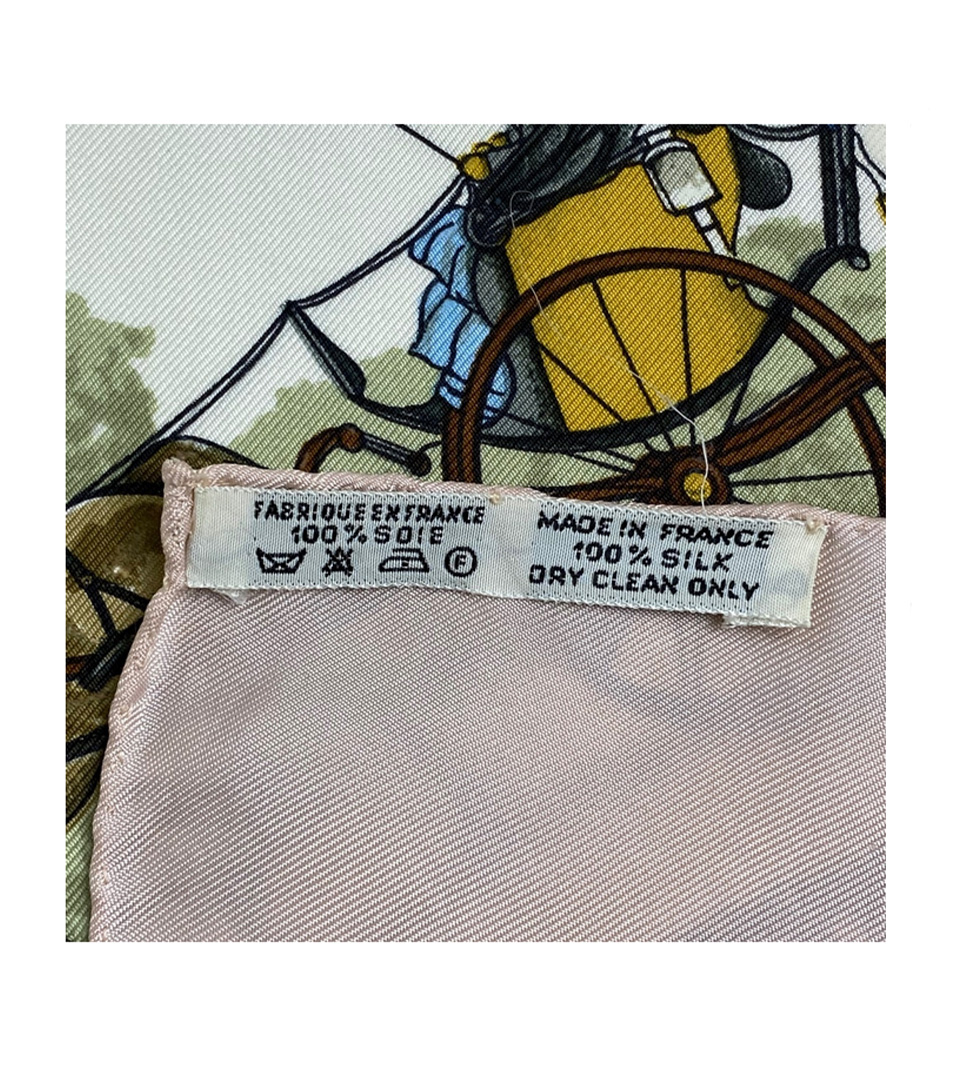 FABRIQUE EN FRANCE
100% SOIE
F
MADE IN FRANCE
100% SILK
DRY CLEAN ONLY